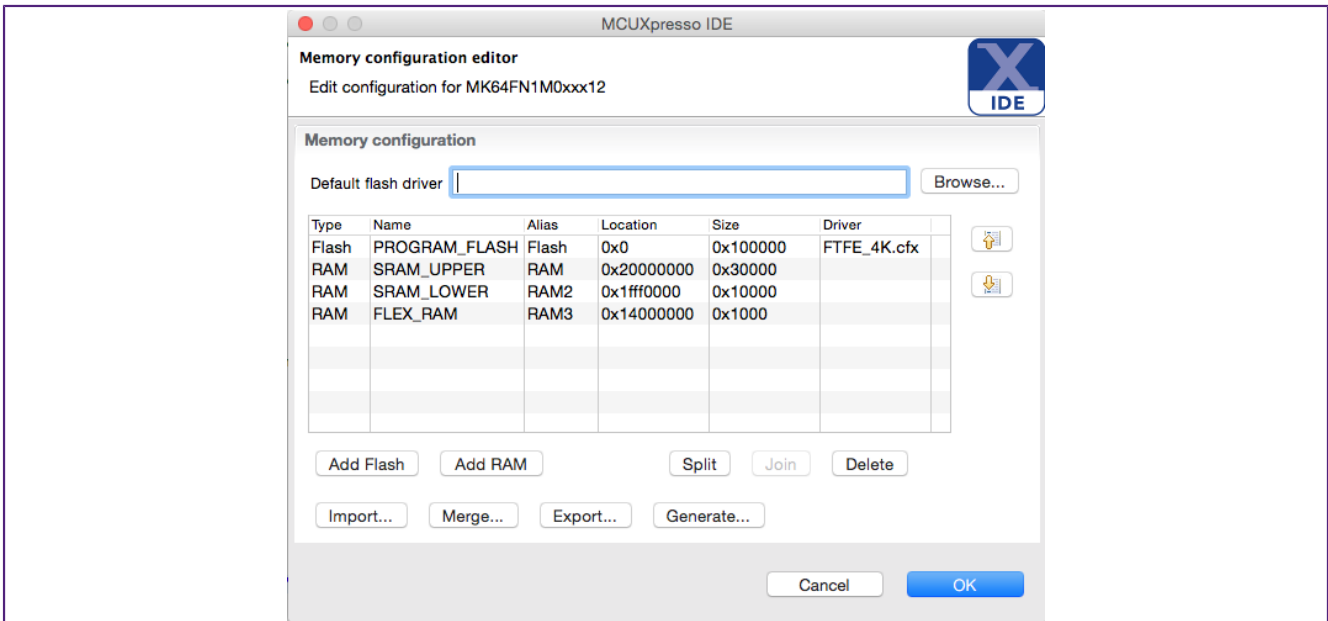 MCUXpresso IDE
Memory configuration editor
Edit configuration for MK64FN1M0xxx12
X
IDE
Memory configuration
Default flash driver
Browse...
Type Name Alias Location Size Driver
Flash PROGRAM_FLASH Flash 0x0 0x100000 FTFE_4K.cfx
RAM SRAM_UPPER RAM 0x20000000 0x30000
RAM SRAM_LOWER RAM2 0x1fff0000 0x10000
RAM FLEX_RAM RAM3 0x14000000 0x1000
Add Flash Add RAM Split Join Delete
Import... Merge... Export... Generate...
Cancel OK